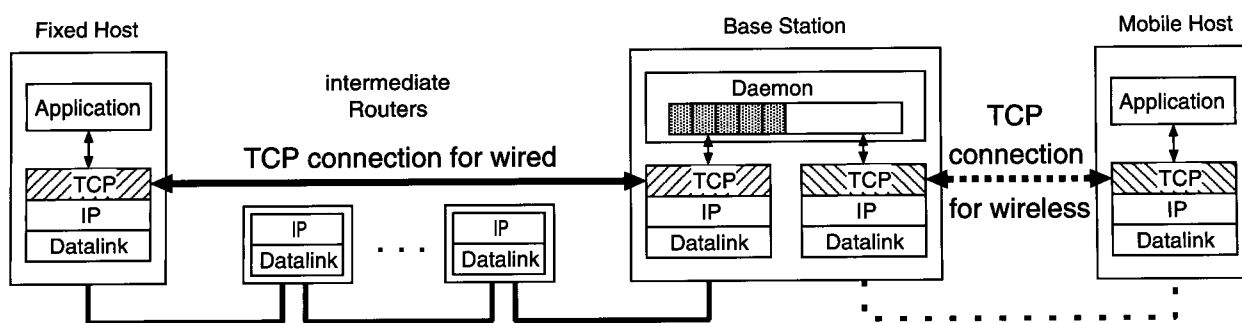 Fixed Host
Application
TCP
IP
Datalink
intermediate
Routers
TCP connection for wired
IP
Datalink
. . .
IP
Datalink
Base Station
Daemon
TCP
IP
Datalink
TCP
IP
Datalink
TCP
connection
for wireless
Mobile Host
Application
TCP
IP
Datalink